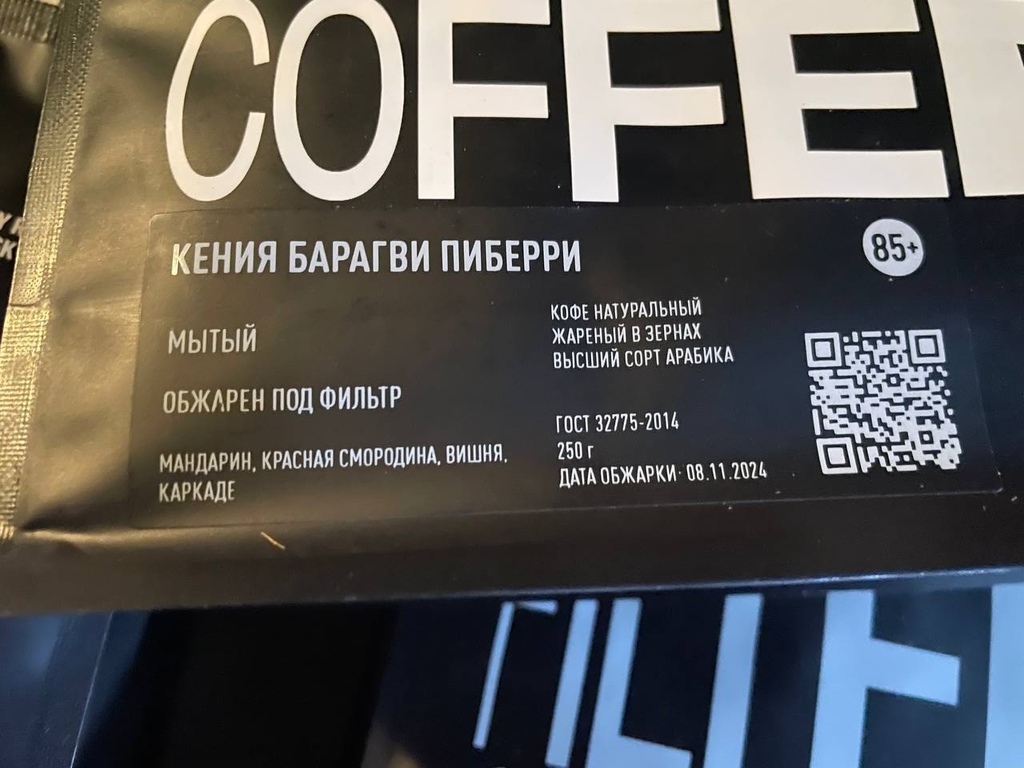 COFFEE
КЕНИЯ БАРАГВИ ПИБЕРРИ
85+
МЫТЫЙ
ОБЖАРЕН ПОД ФИЛЬТР
МАНДАРИН, КРАСНАЯ СМОРОДИНА, ВИШНЯ,
КАРКАДЕ
КОФЕ НАТУРАЛЬНЫЙ
ЖАРЕНЫЙ В ЗЕРНАХ
ВЫСШИЙ СОРТ АРАБИКА
ГОСТ 32775-2014
250 г
ДАТА ОБЖАРКИ: 08.11.2024
FILTE